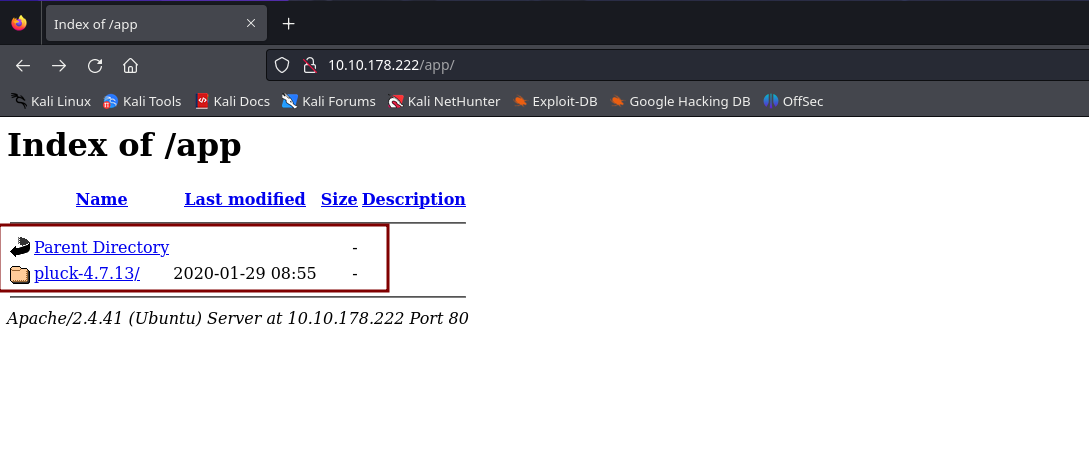 Index of /app
10.10.178.222/app/
Kali Linux Kali Tools Kali Docs Kali Forums Kali NetHunter Exploit-DB Google Hacking DB OffSec
Index of /app
Name Last modified Size Description
Parent Directory -
pluck-4.7.13/ 2020-01-29 08:55 -
Apache/2.4.41 (Ubuntu) Server at 10.10.178.222 Port 80